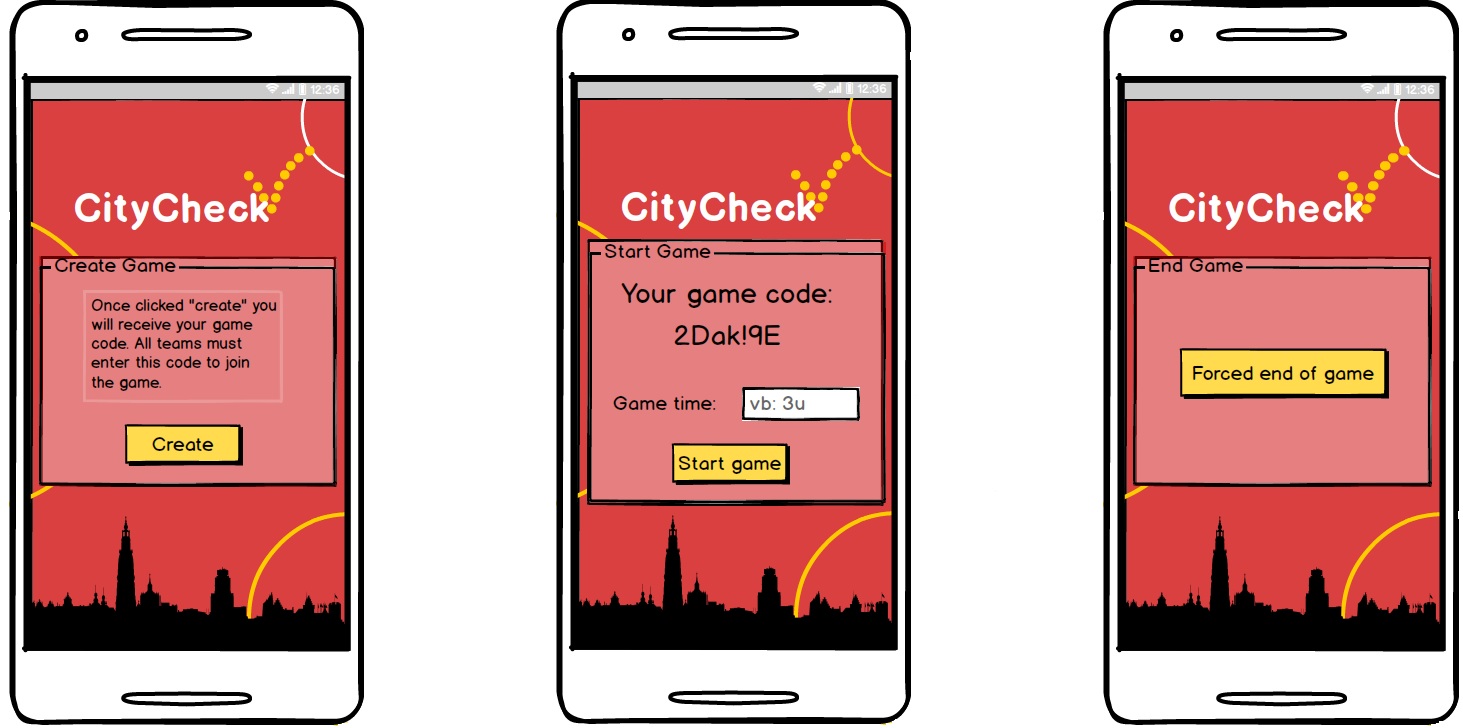 12:36
CityCheck
Create Game
Once clicked "create" you
will receive your game
code. All teams must
enter this code to join
the game.
Create
12:36
CityCheck
Start Game
Your game code:
2Dak!9E
Game time: vb: 3u
Start game
12:36
CityCheck
End Game
Forced end of game